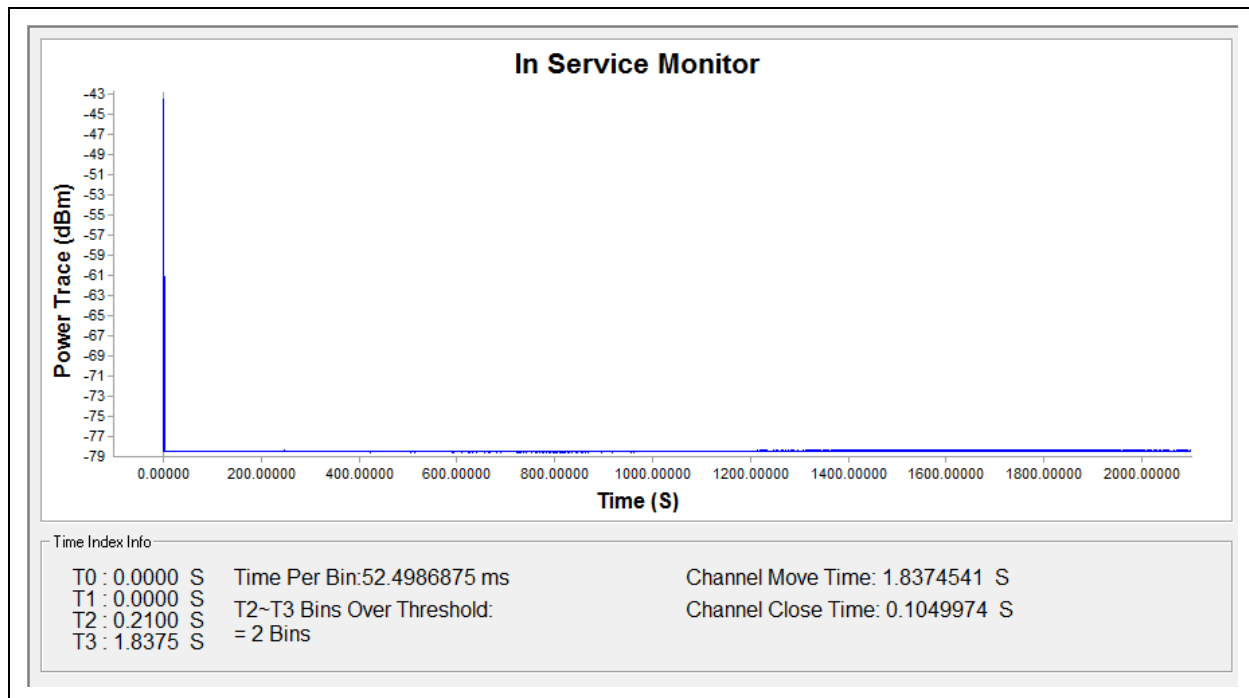 In Service Monitor
Power Trace (dBm)
-43
-45
-47
-49
-51
-53
-55
-57
-59
-61
-63
-65
-67
-69
-71
-73
-75
-77
-79
0.00000 200.00000 400.00000 600.00000 800.00000 1000.00000 1200.00000 1400.00000 1600.00000 1800.00000 2000.00000
Time (S)
Time Index Info
T0 : 0.0000 S
T1 : 0.0000 S
T2 : 0.2100 S
T3 : 1.8375 S
Time Per Bin:52.4986875 ms
T2~T3 Bins Over Threshold:
= 2 Bins
Channel Move Time: 1.8374541 S
Channel Close Time: 0.1049974 S